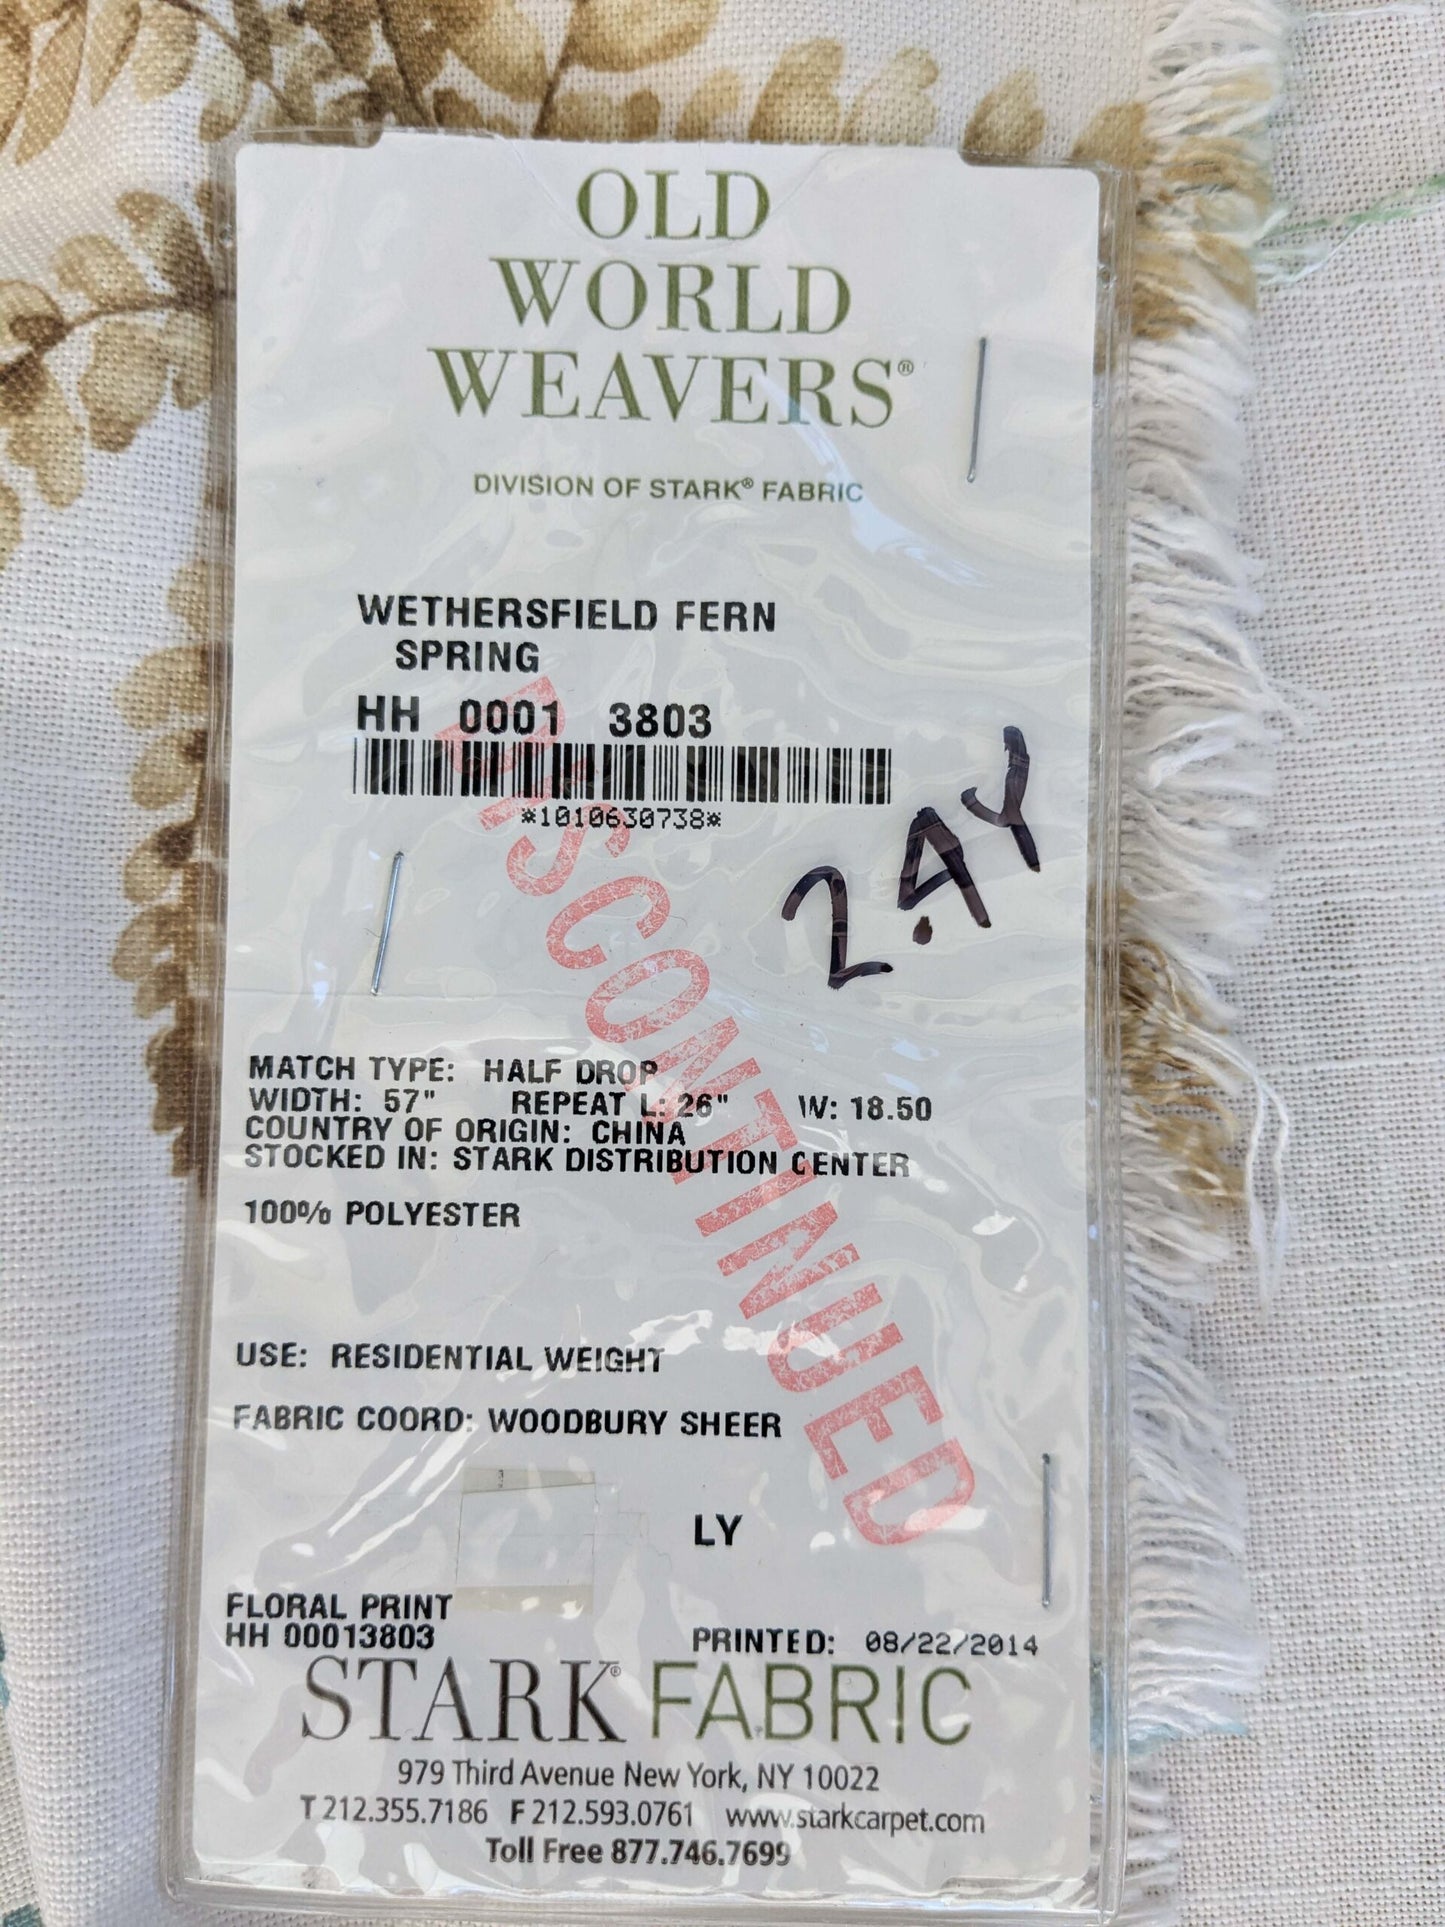 OLD
WORLD
WEAVERS®
DIVISION OF STARK® FABRIC
WETHERSFIELD FERN
SPRING
HH 0001 3803
*1010630738*
2.4Y
DISCONTINUED
MATCH TYPE: HALF DROP
WIDTH: 57" REPEAT L: 26" W: 18.50
COUNTRY OF ORIGIN: CHINA
STOCKED IN: STARK DISTRIBUTION CENTER
100% POLYESTER
USE: RESIDENTIAL WEIGHT
FABRIC COORD: WOODBURY SHEER
LY
FLORAL PRINT
HH 00013803 PRINTED: 08/22/2014
STARK® FABRIC
979 Third Avenue New York, NY 10022
T 212.355.7186 F 212.593.0761 www.starkcarpet.com
Toll Free 877.746.7699